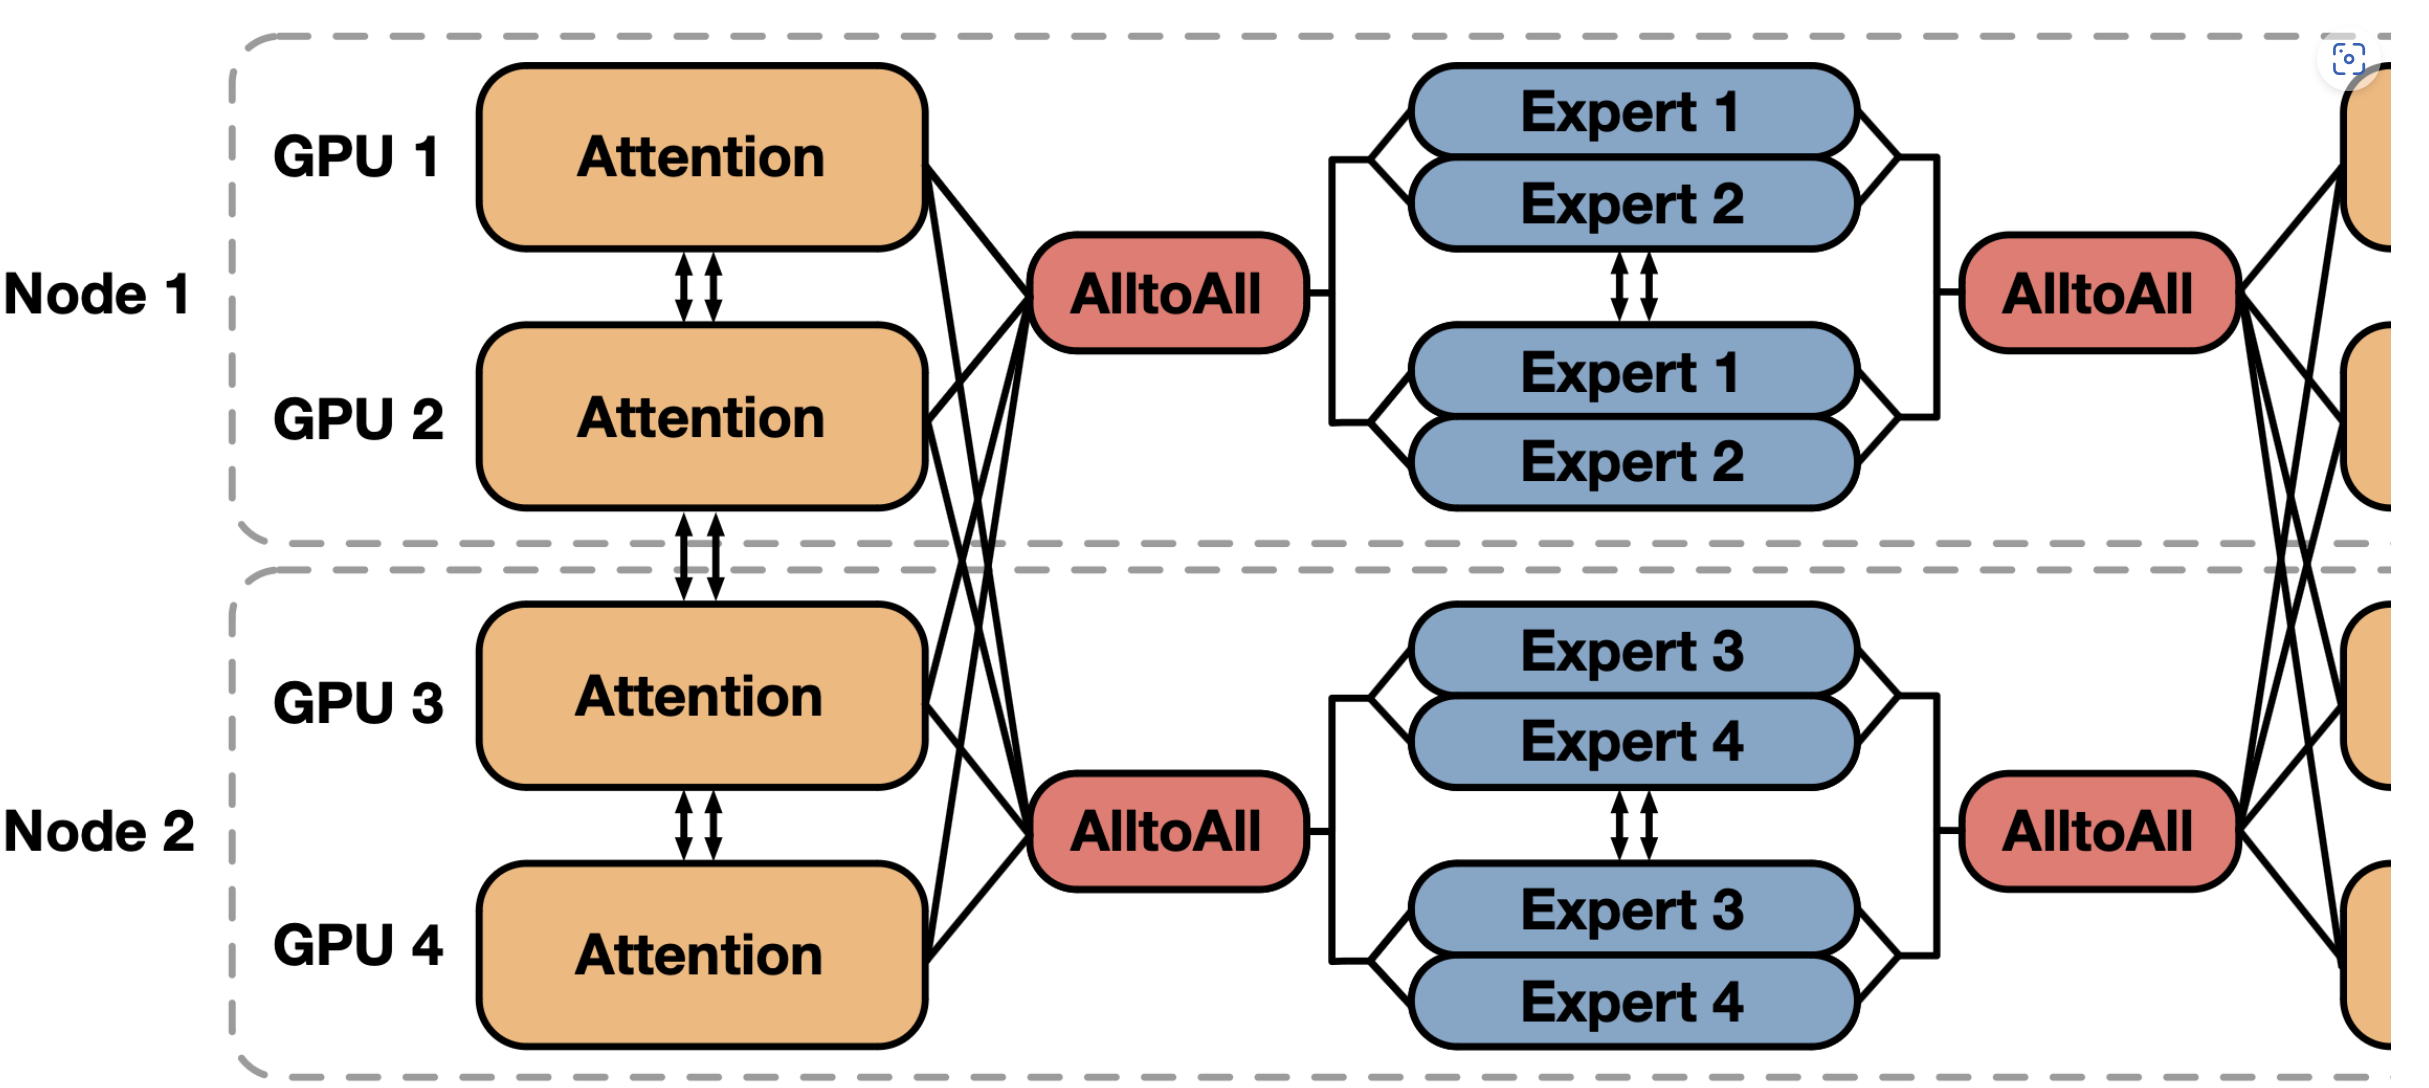 Node 1
GPU 1
Attention
GPU 2
Attention
AlltoAll
Expert 1
Expert 2
Expert 1
Expert 2
AlltoAll
Node 2
GPU 3
Attention
GPU 4
Attention
AlltoAll
Expert 3
Expert 4
Expert 3
Expert 4
AlltoAll